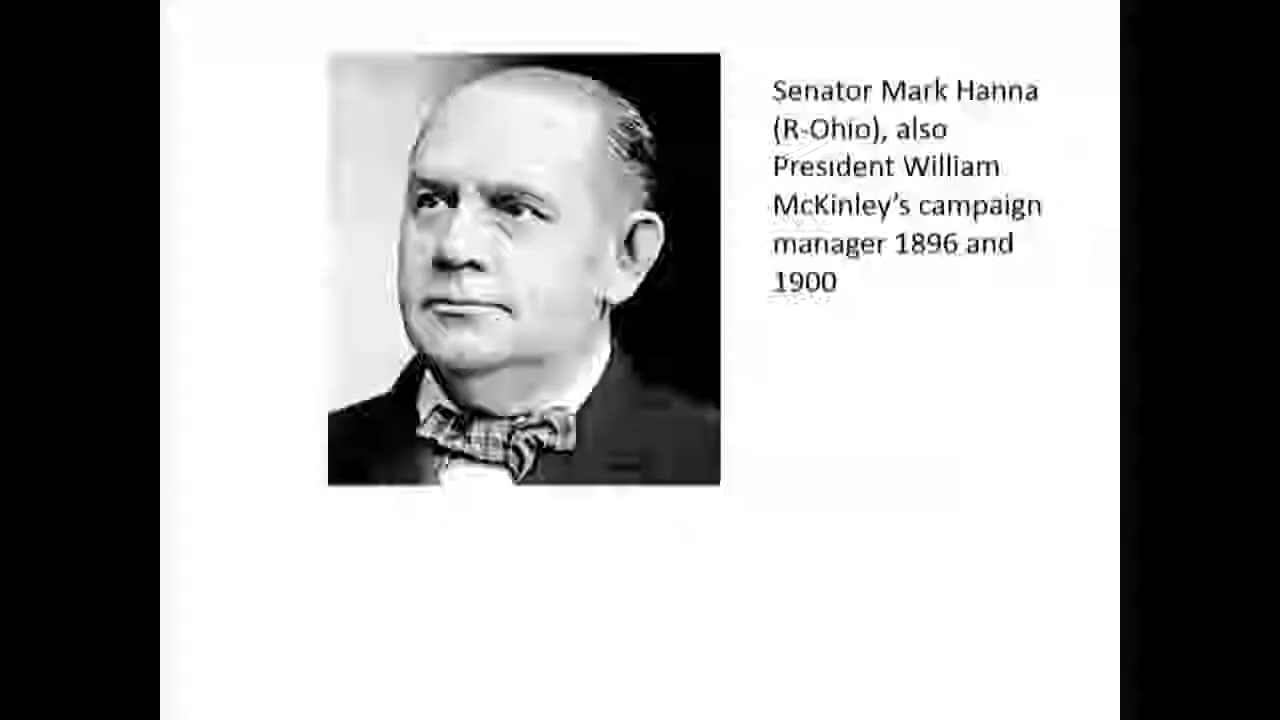 Senator Mark Hanna
(R-Ohio), also
President William
McKinley’s campaign
manager 1896 and
1900